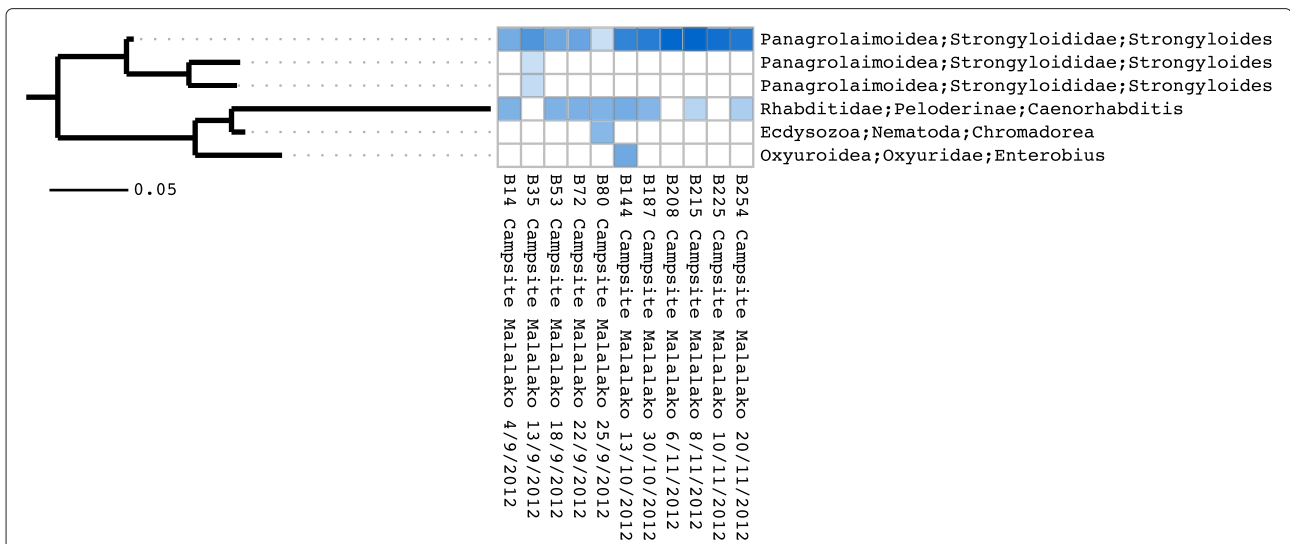 Panagrolaimoidea;Strongyloididae;Strongyloides
Panagrolaimoidea;Strongyloididae;Strongyloides
Panagrolaimoidea;Strongyloididae;Strongyloides
Rhabditidae;Peloderinae;Caenorhabditis
Ecdysozoa;Nematoda;Chromadorea
Oxyuroidea;Oxyuridae;Enterobius
0.05
B14 Campsite Malalako 4/9/2012
B35 Campsite Malalako 13/9/2012
B53 Campsite Malalako 18/9/2012
B72 Campsite Malalako 22/9/2012
B80 Campsite Malalako 25/9/2012
B144 Campsite Malalako 13/10/2012
B187 Campsite Malalako 30/10/2012
B208 Campsite Malalako 6/11/2012
B215 Campsite Malalako 8/11/2012
B225 Campsite Malalako 10/11/2012
B254 Campsite Malalako 20/11/2012